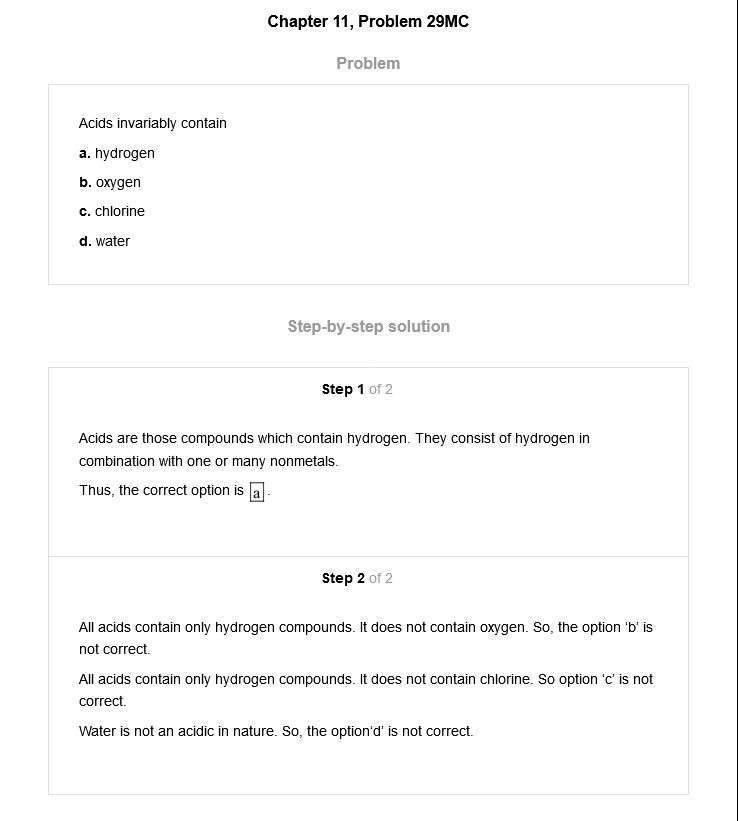 Chapter 11, Problem 29MC
Problem
Acids invariably contain
a. hydrogen
b. oxygen
c. chlorine
d. water
Step-by-step solution
Step 1 of 2
Acids are those compounds which contain hydrogen. They consist of hydrogen in
combination with one or many nonmetals.
Thus, the correct option is a.
Step 2 of 2
All acids contain only hydrogen compounds. It does not contain oxygen. So, the option ‘b’ is
not correct.
All acids contain only hydrogen compounds. It does not contain chlorine. So option ‘c’ is not
correct.
Water is not an acidic in nature. So, the option‘d’ is not correct.